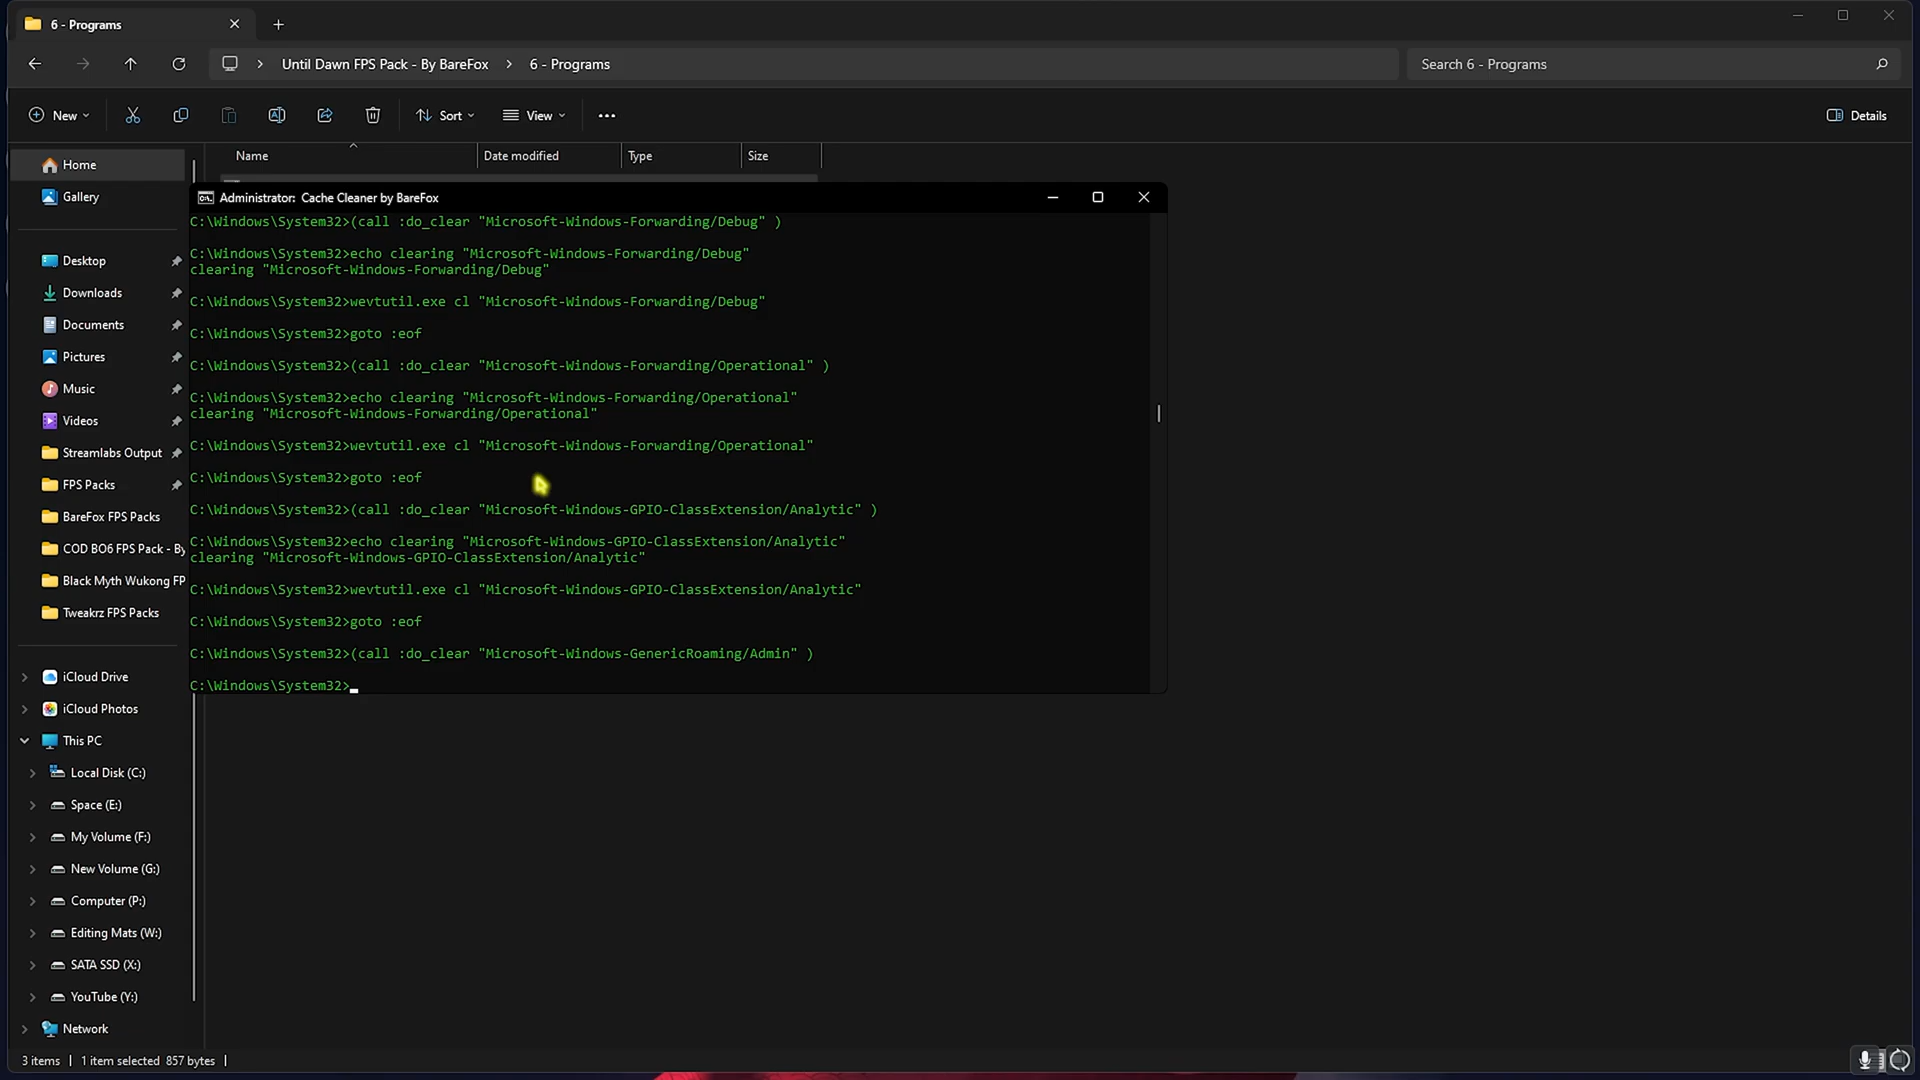 6 - Programs
Until Dawn FPS Pack - By BareFox > 6 - Programs
Search 6 - Programs
New
Sort
View
Details
Name
Date modified
Type
Size
Home
Gallery
Desktop
Downloads
Documents
Pictures
Music
Videos
Streamlabs Output
FPS Packs
BareFox FPS Packs
COD BO6 FPS Pack - By
Black Myth Wukong FP
Tweakrz FPS Packs
iCloud Drive
iCloud Photos
This PC
Local Disk (C:)
Space (E:)
My Volume (F:)
New Volume (G:)
Computer (P:)
Editing Mats (W:)
SATA SSD (X:)
YouTube (Y:)
Network
Administrator: Cache Cleaner by BareFox
C:\Windows\System32>(call :do_clear "Microsoft-Windows-Forwarding/Debug" )
C:\Windows\System32>echo clearing "Microsoft-Windows-Forwarding/Debug"
clearing "Microsoft-Windows-Forwarding/Debug"
C:\Windows\System32>wevtutil.exe cl "Microsoft-Windows-Forwarding/Debug"
C:\Windows\System32>goto :eof
C:\Windows\System32>(call :do_clear "Microsoft-Windows-Forwarding/Operational" )
C:\Windows\System32>echo clearing "Microsoft-Windows-Forwarding/Operational"
clearing "Microsoft-Windows-Forwarding/Operational"
C:\Windows\System32>wevtutil.exe cl "Microsoft-Windows-Forwarding/Operational"
C:\Windows\System32>goto :eof
C:\Windows\System32>(call :do_clear "Microsoft-Windows-GPIO-ClassExtension/Analytic" )
C:\Windows\System32>echo clearing "Microsoft-Windows-GPIO-ClassExtension/Analytic"
clearing "Microsoft-Windows-GPIO-ClassExtension/Analytic"
C:\Windows\System32>wevtutil.exe cl "Microsoft-Windows-GPIO-ClassExtension/Analytic"
C:\Windows\System32>goto :eof
C:\Windows\System32>(call :do_clear "Microsoft-Windows-GenericRoaming/Admin" )
C:\Windows\System32>
3 items | 1 item selected 857 bytes |